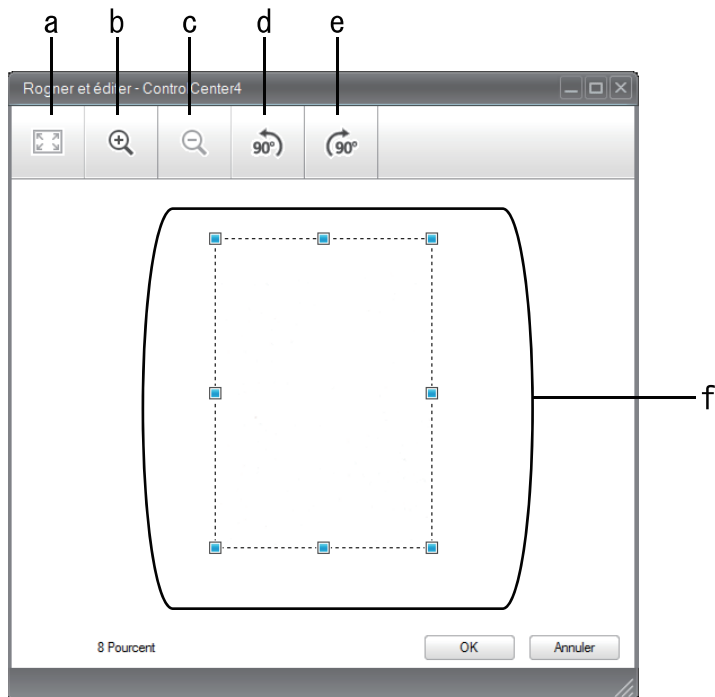 a b c d e
Rogner et éditer - ControlCenter4
90° 90°
f
8 Pourcent OK Annuler